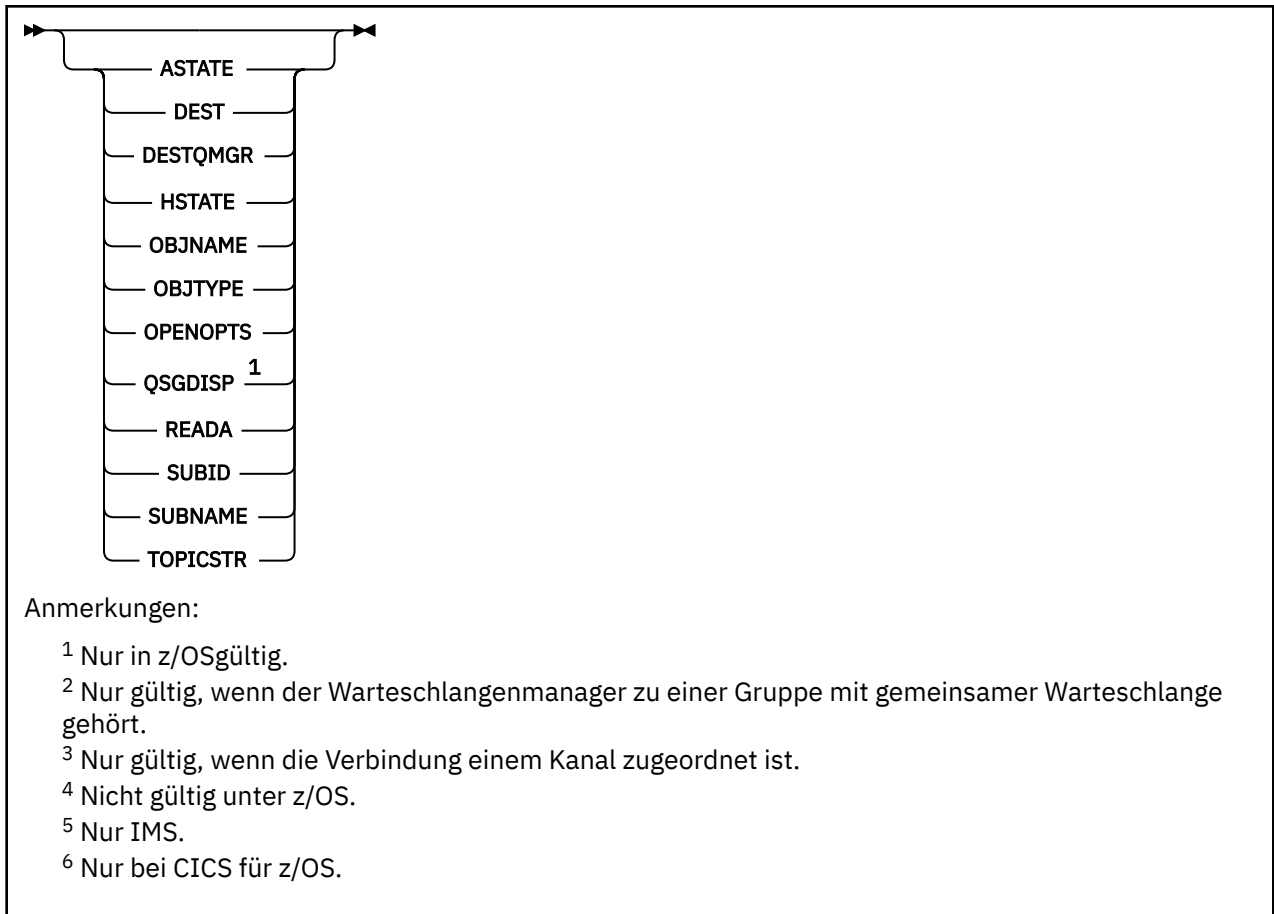 ASTATE
DEST
DESTQMGR
HSTATE
OBJNAME
OBJTYPE
OPENOPTS
QSGDISP 1
READA
SUBID
SUBNAME
TOPICSTR
Anmerkungen:
1 Nur in z/OSgültig.
2 Nur gültig, wenn der Warteschlangenmanager zu einer Gruppe mit gemeinsamer Warteschlange
gehört.
3 Nur gültig, wenn die Verbindung einem Kanal zugeordnet ist.
4 Nicht gültig unter z/OS.
5 Nur IMS.
6 Nur bei CICS für z/OS.